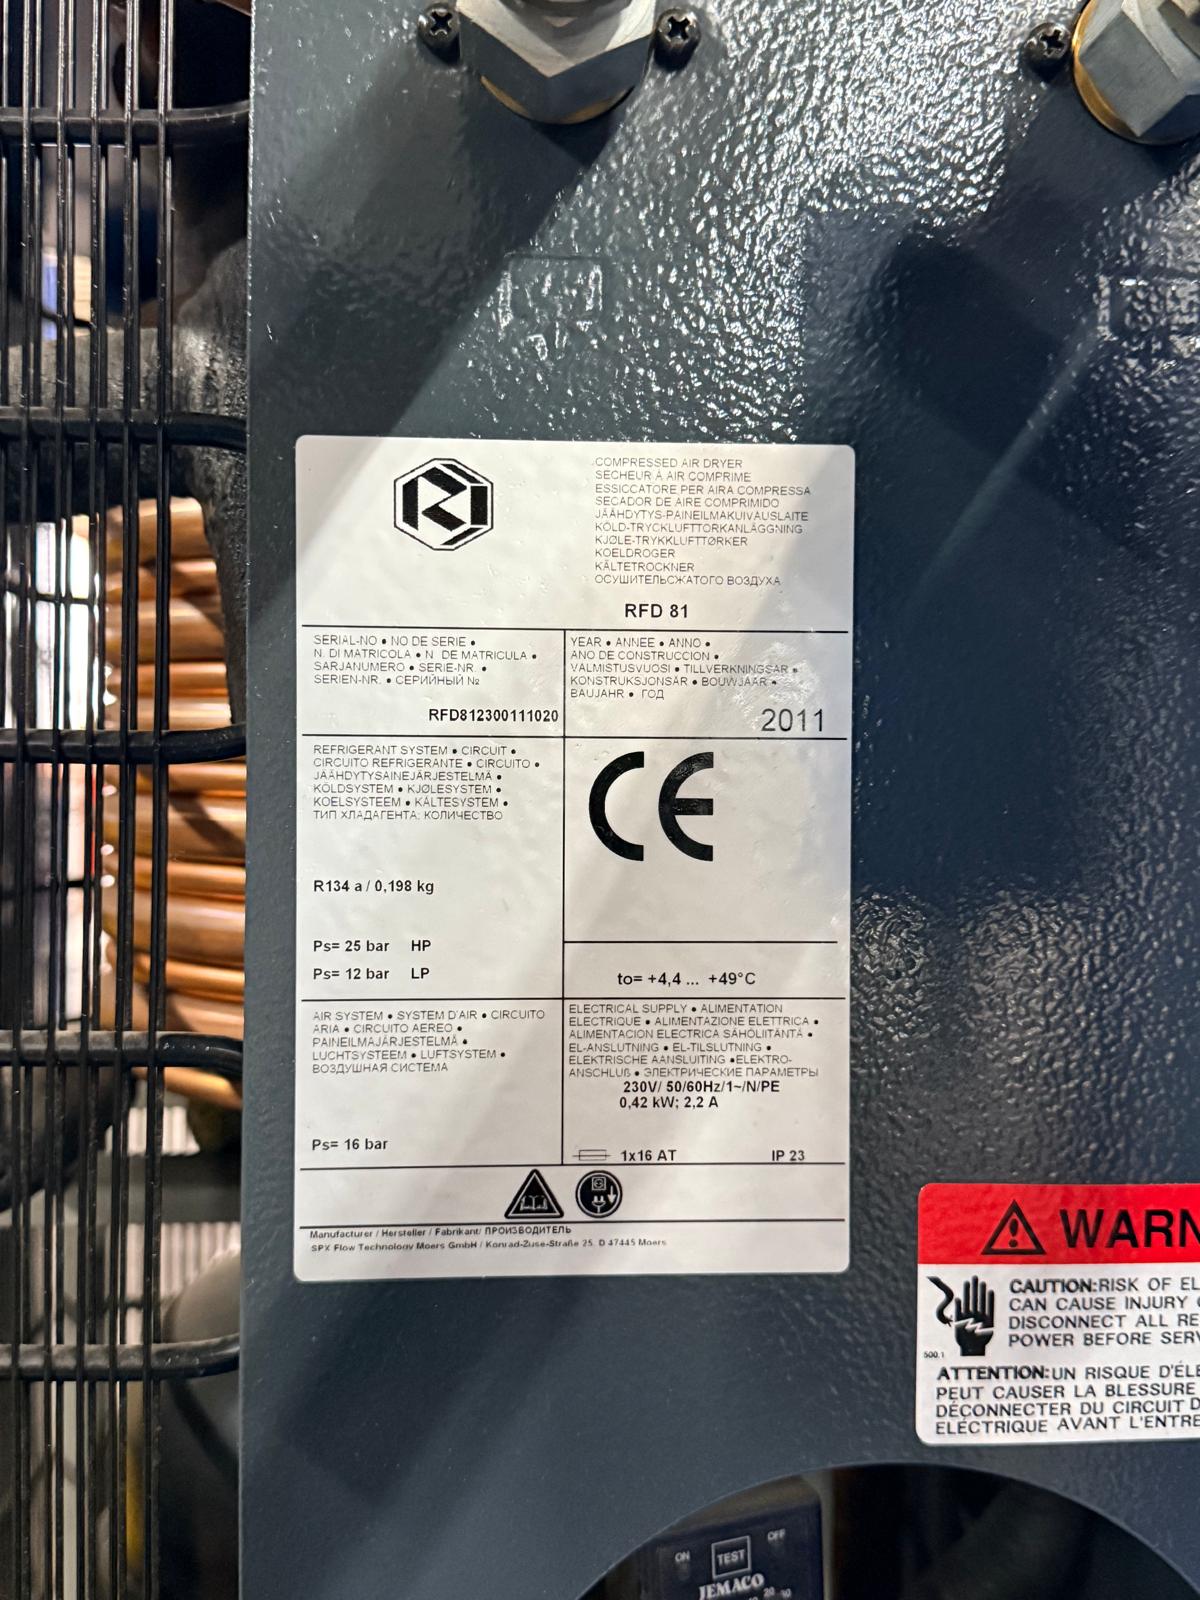 COMPRESSED AIR DRYER
SECHEUR A AIR COMPRIME
ESSICCATORE PER ARIA COMPRESSA
SECADOR DE AIRE COMPRIMIDO
JÄÄHDYTYS-PAINEILMAKUIVAUSLAITE
KÖLD-TRYCKLUFTTORKANLÄGGNING
KJØLE-TRYKKLUFTTØRKER
KOELDROGER
KÄLTETROCKNER
ОСУШИТЕЛЬСЖАТОГО ВОЗДУХА
RFD 81
SERIAL-NO • NO DE SERIE •
N. DI MATRICOLA • N. DE MATRICULA •
SARJANUMERO • SERIE-NR. •
SERIEN-NR. • СЕРИЙНЫЙ №
RFD812300111020
YEAR • ANNEE • ANNO •
ANO DE CONSTRUCCION •
VALMISTUSVUOSI • TILLVERKNINGSAR •
KONSTRUKSJONSÅR • BOUWJAAR •
BAUJAHR • ГОД
2011
REFRIGERANT SYSTEM • CIRCUIT •
CIRCUITO REFRIGERANTE • CIRCUITO •
JÄÄHDYTYSAINEJÄRJESTELMÄ •
KÖLDSYSTEM • KJØLESYSTEM •
KOELSYSTEEM • KÄLTESYSTEM •
ТИП ХЛАДАГЕНТА: КОЛИЧЕСТВО
R134 a / 0,198 kg
Ps= 25 bar HP
Ps= 12 bar LP
CE
to= +4,4 ... +49°C
AIR SYSTEM • SYSTEM D'AIR • CIRCUITO
ARIA • CIRCUITO AEREO •
PAINEILMAJÄRJESTELMÄ •
LUCHTSYSTEEM • LUFTSYSTEM •
ВОЗДУШНАЯ СИСТЕМА
Ps= 16 bar
ELECTRICAL SUPPLY • ALIMENTATION
ELECTRIQUE • ALIMENTAZIONE ELETTRICA •
ALIMENTACION ELECTRICA SÄHÖLIITÄNTÄ •
EL-ANSLUTNING • EL-TILSLUTNING •
ELEKTRISCHE AANSLUITING •ELEKTRO-
ANSCHLUß • ЭЛЕКТРИЧЕСКИЕ ПАРАМЕТРЫ
230V/ 50/60Hz/1~/N/PE
0,42 kW; 2,2 A
1x16 AT IP 23
Manufacturer / Hersteller / Fabrikant/ ПРОИЗВОДИТЕЛЬ
SPX Flow Technology Moers GmbH / Konrad-Zuse-Straße 25, D 47445 Moers
WARN
CAUTION:RISK OF EL
CAN CAUSE INJURY
DISCONNECT ALL RE
POWER BEFORE SERV
500.1
ATTENTION:UN RISQUE D'ÉLE
PEUT CAUSER LA BLESSURE
DÉCONNECTER DU CIRCUIT D
ELÉCTRIQUE AVANT L'ENTRE
ON TEST OFF
JEMACO